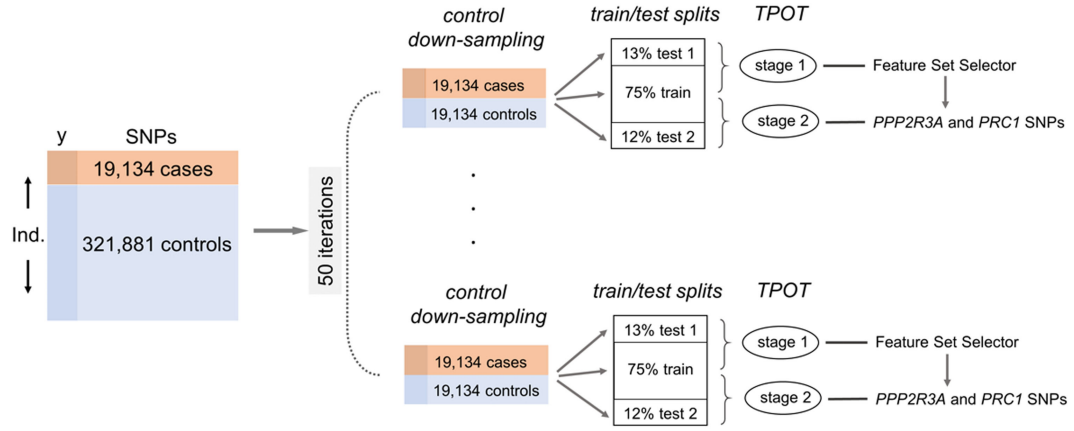 y
SNPs
19,134 cases
Ind.
321,881 controls
50 iterations
control
down-sampling
train/test splits
TPOT
19,134 cases
19,134 controls
13% test 1
75% train
12% test 2
stage 1
Feature Set Selector
stage 2
PPP2R3A and PRC1 SNPs
control
down-sampling
train/test splits
TPOT
19,134 cases
19,134 controls
13% test 1
75% train
12% test 2
stage 1
Feature Set Selector
stage 2
PPP2R3A and PRC1 SNPs